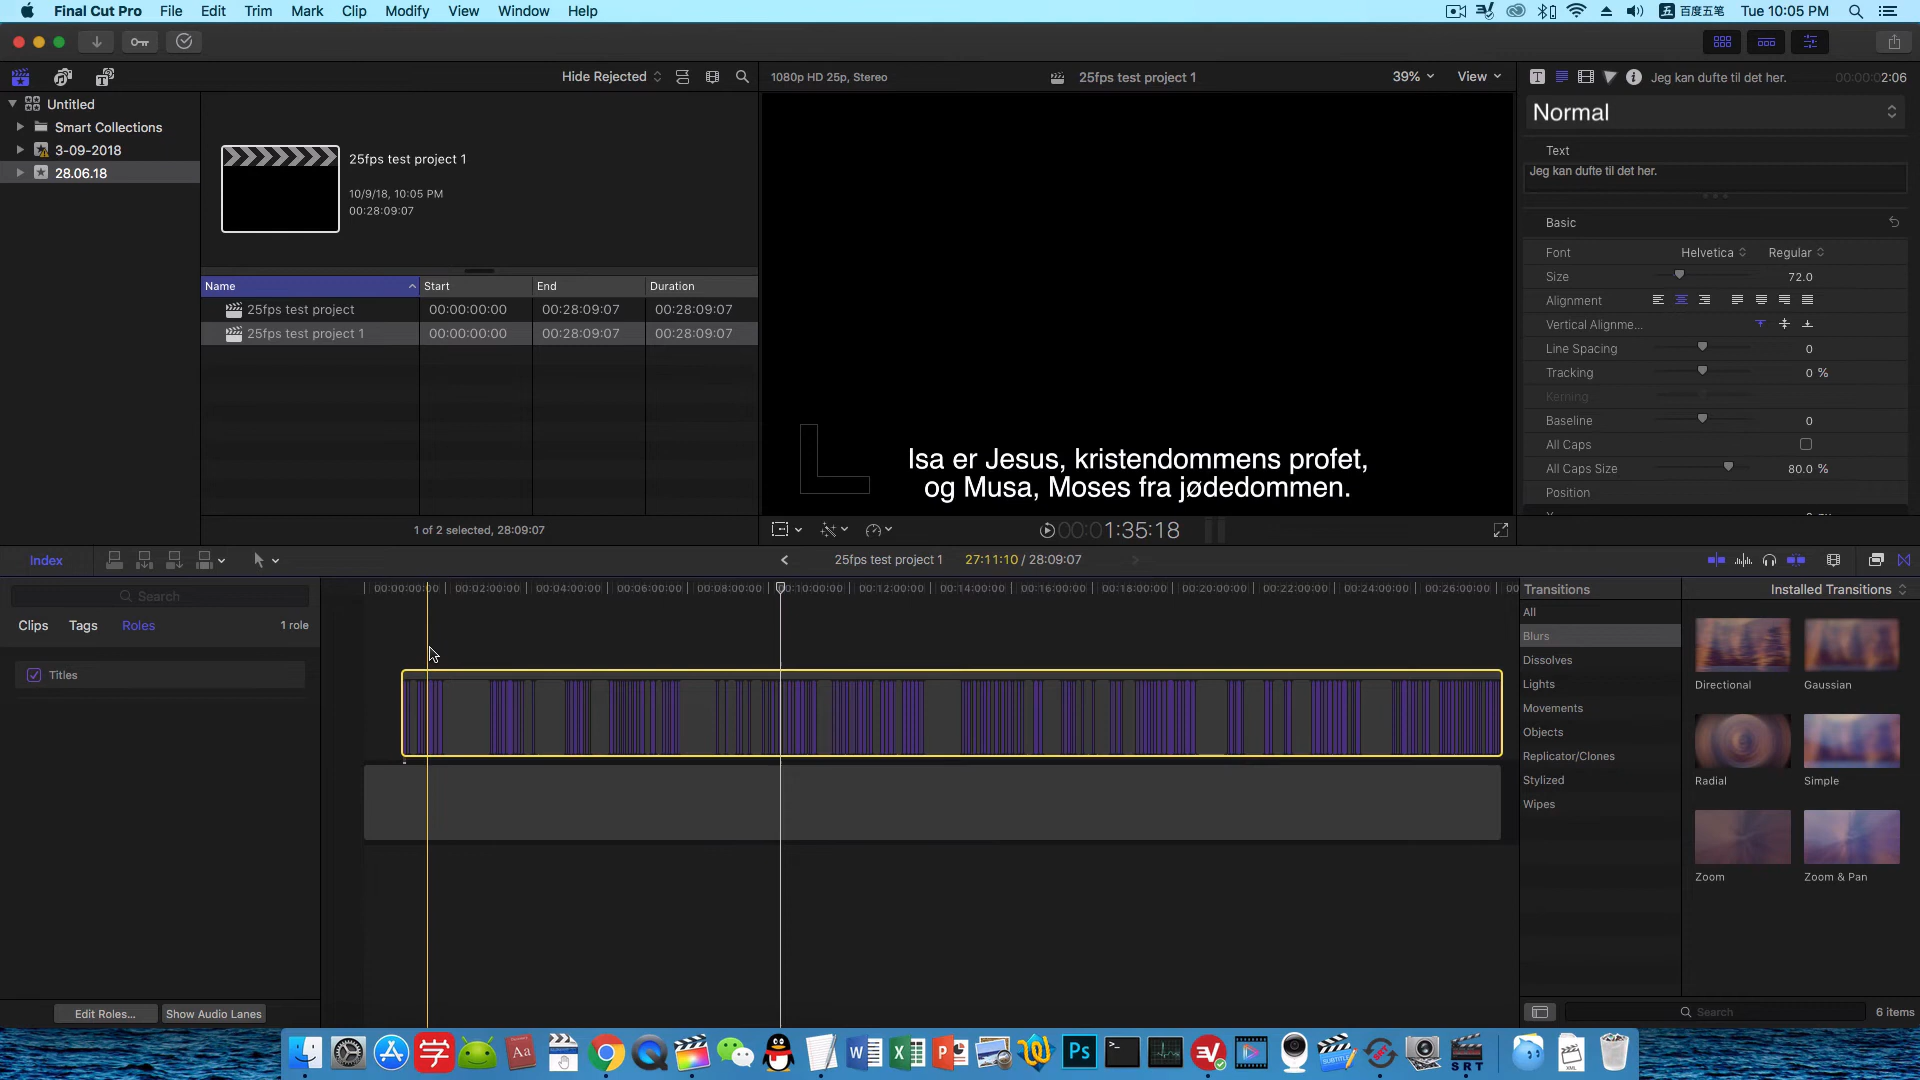 Final Cut Pro File Edit Trim Mark Clip Modify View Window Help
百度五笔 Tue 10:05 PM
Hide Rejected
1080p HD 25p, Stereo 25fps test project 1 39% View
Jeg kan dufte til det her. 00:00:02:06
Untitled
Smart Collections
3-09-2018
28.06.18
25fps test project 1
10/9/18, 10:05 PM
00:28:09:07
Name Start End Duration
25fps test project 00:00:00:00 00:28:09:07 00:28:09:07
25fps test project 1 00:00:00:00 00:28:09:07 00:28:09:07
1 of 2 selected, 28:09:07
Isa er Jesus, kristendommens profet,
og Musa, Moses fra jødedommen.
00:01:35:18
Normal
Text
Jeg kan dufte til det her.
Basic
Font Helvetica Regular
Size 72.0
Alignment
Vertical Alignme...
Line Spacing 0
Tracking 0 %
Kerning
Baseline 0
All Caps
All Caps Size 80.0 %
Position
Index
25fps test project 1 27:11:10 / 28:09:07
Search
Clips Tags Roles 1 role
Titles
Edit Roles... Show Audio Lanes
00:00:00:00 00:02:00:00 00:04:00:00 00:06:00:00 00:08:00:00 00:10:00:00 00:12:00:00 00:14:00:00 00:16:00:00 00:18:00:00 00:20:00:00 00:22:00:00 00:24:00:00 00:26:00:00 00
Transitions Installed Transitions
All
Blurs
Dissolves
Lights
Movements
Objects
Replicator/Clones
Stylized
Wipes
Directional Gaussian
Radial Simple
Zoom Zoom & Pan
Search 6 items
学
Aa
W
X
P
Ps
SUBTITLE
SRT
XML